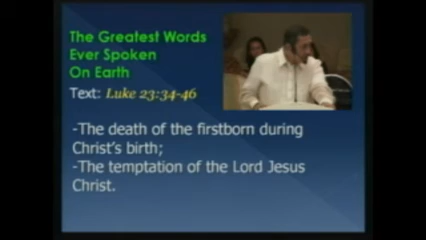 The Greatest Words
Ever Spoken
On Earth
Text: Luke 23:34-46
-The death of the firstborn during
Christ's birth;
-The temptation of the Lord Jesus
Christ.